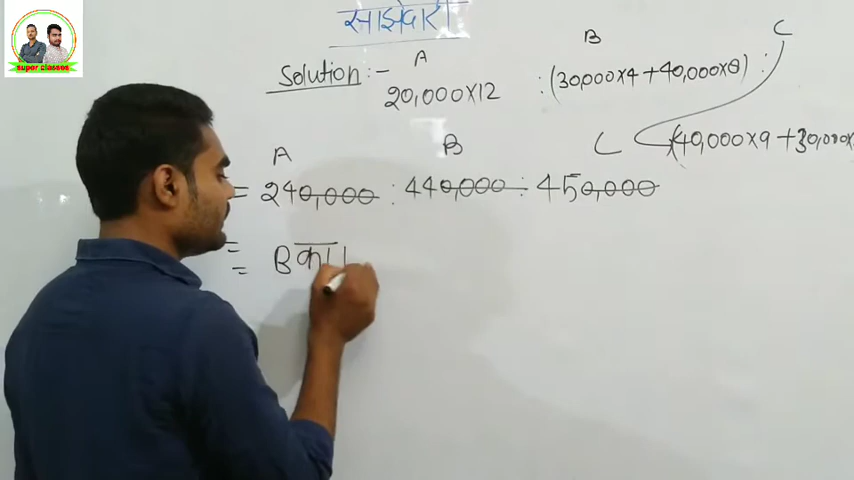 super classes
साझेदारी
Solution :-
A B C
20,000×12 : (30,000×4+40,000×8) :
(40,000×9+30,000×
A B C
= 240,000 : 440,000 : 450,000
=
= B का